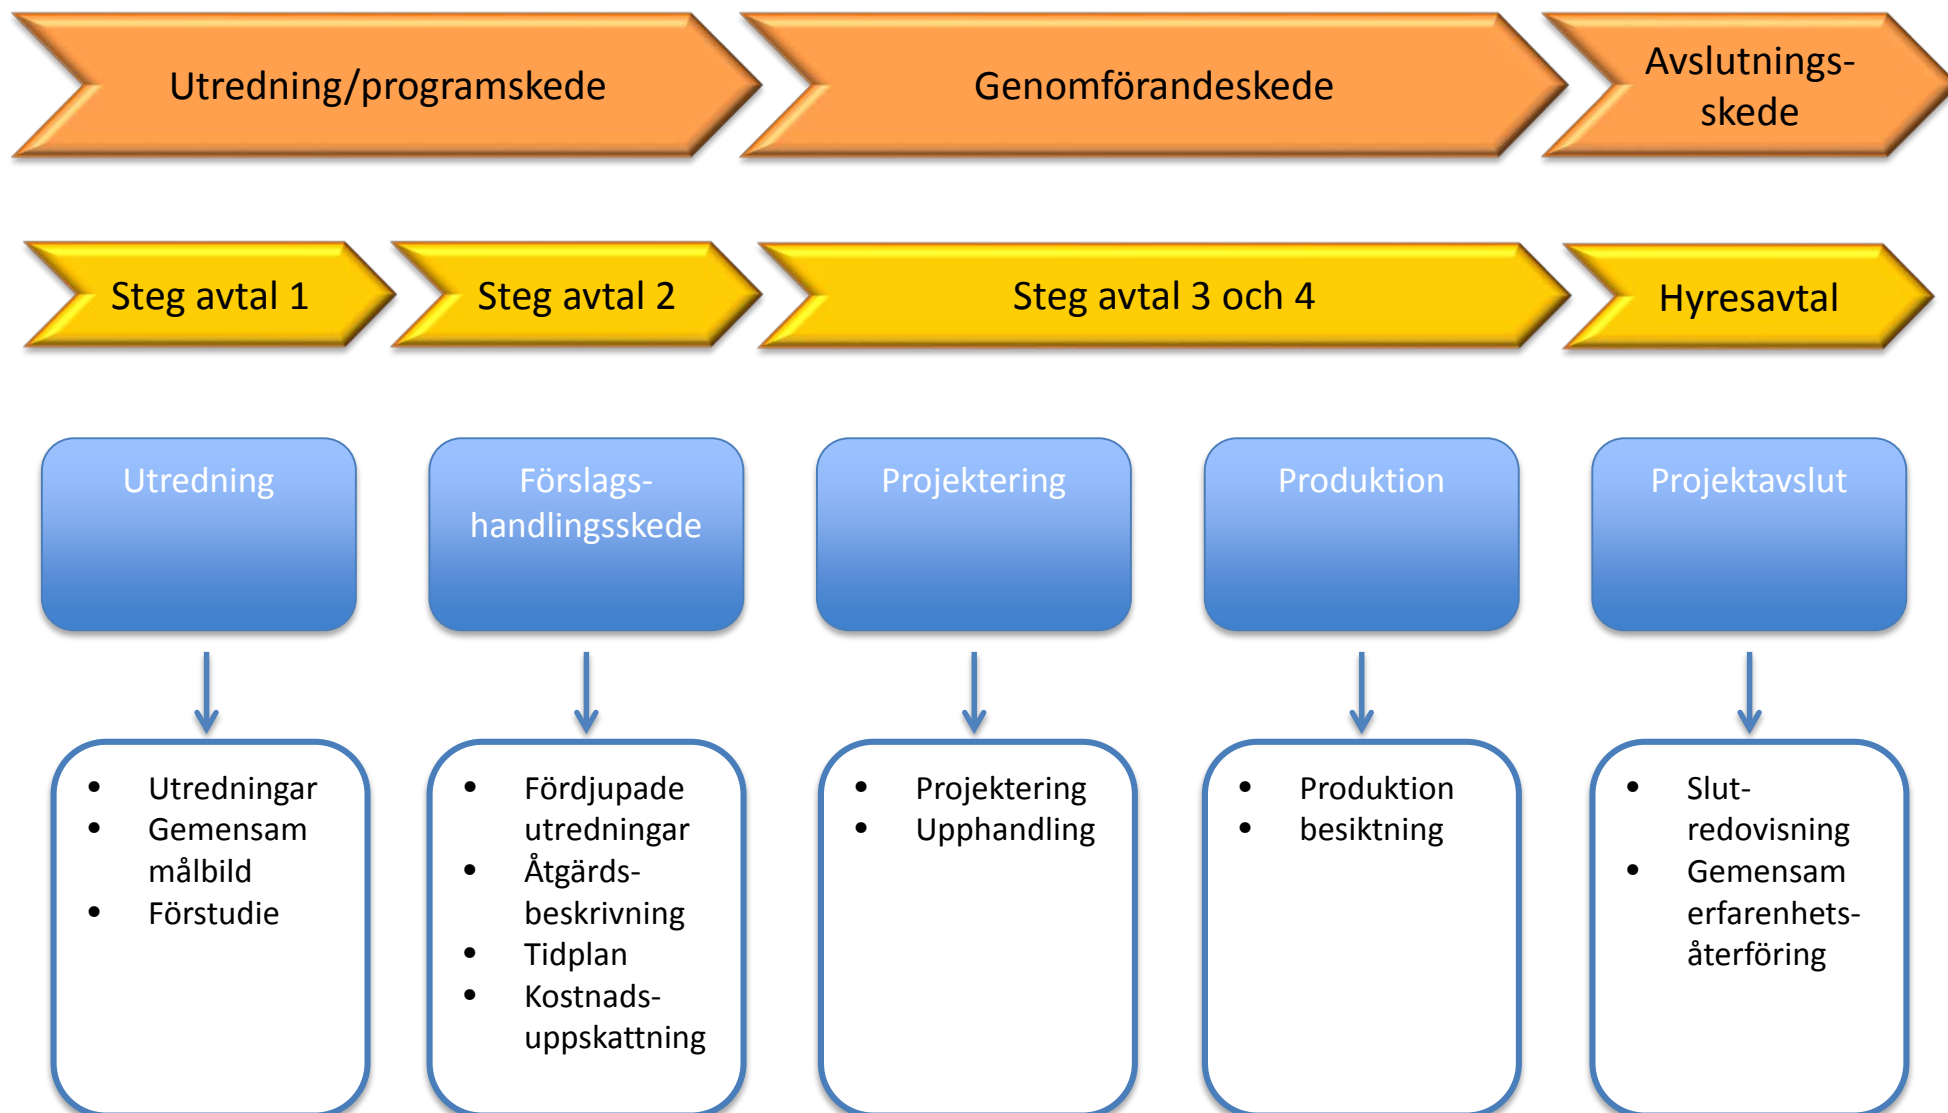 Utredning/programskede
Genomförandeskede
Avslutnings-
skede
Steg avtal 1
Steg avtal 2
Steg avtal 3 och 4
Hyresavtal
Utredning
Förslags-
handlingsskede
Projektering
Produktion
Projektavslut
• Utredningar
• Gemensam
målbild
• Förstudie
• Fördjupade
utredningar
• Åtgärds-
beskrivning
• Tidplan
• Kostnads-
uppskattning
• Projektering
• Upphandling
• Produktion
• besiktning
• Slut-
redovisning
• Gemensam
erfarenhets-
återföring